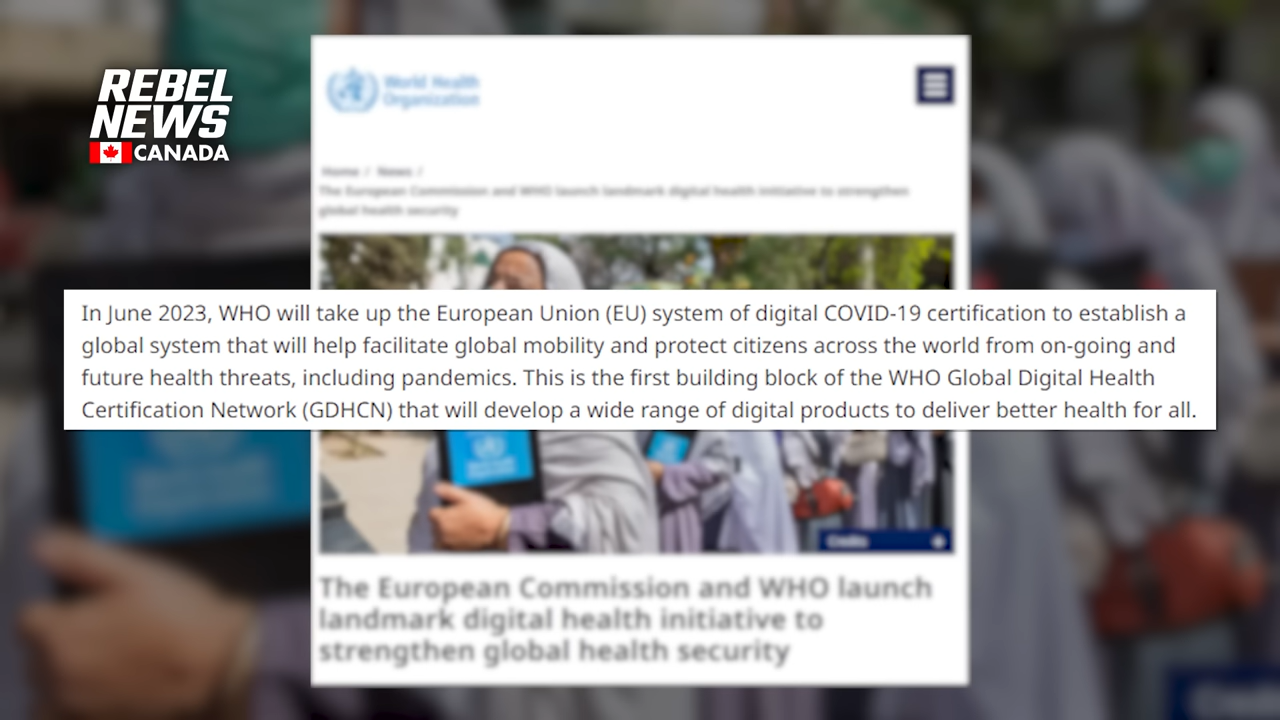 REBEL
NEWS
CANADA
World Health
Organization
Home / News /
The European Commission and WHO launch landmark digital health initiative to strengthen
global health security
In June 2023, WHO will take up the European Union (EU) system of digital COVID-19 certification to establish a
global system that will help facilitate global mobility and protect citizens across the world from on-going and
future health threats, including pandemics. This is the first building block of the WHO Global Digital Health
Certification Network (GDHCN) that will develop a wide range of digital products to deliver better health for all.
Credits
The European Commission and WHO launch
landmark digital health initiative to
strengthen global health security